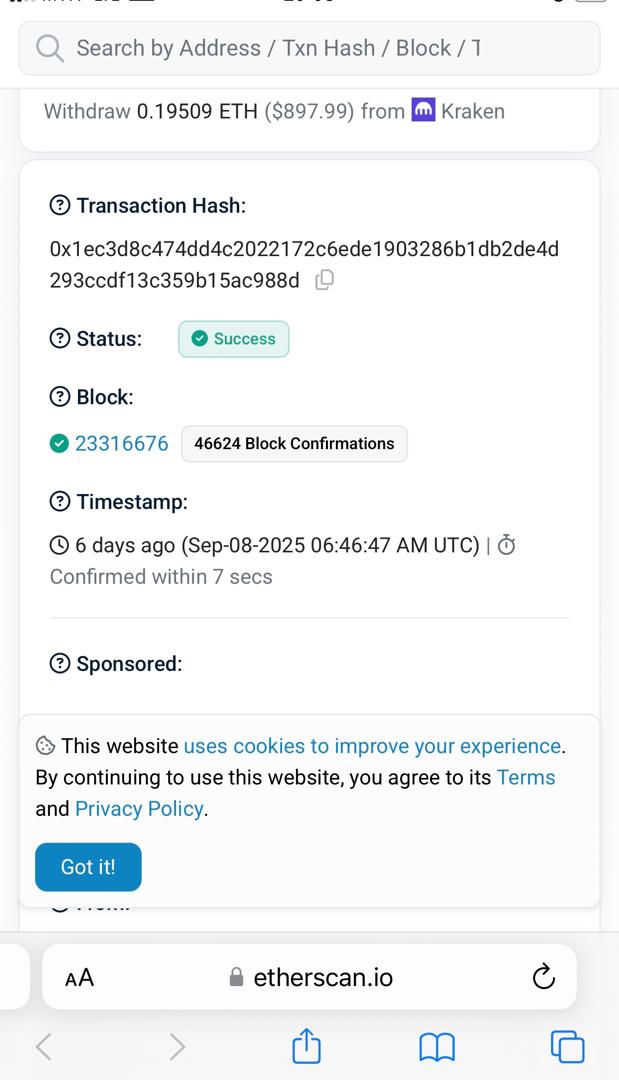 Search by Address / Txn Hash / Block / T
Withdraw 0.19509 ETH ($897.99) from Kraken
Transaction Hash:
0x1ec3d8c474dd4c2022172c6ede1903286b1db2de4d
293ccdf13c359b15ac988d
Status: Success
Block:
23316676 46624 Block Confirmations
Timestamp:
6 days ago (Sep-08-2025 06:46:47 AM UTC) |
Confirmed within 7 secs
Sponsored:
This website uses cookies to improve your experience.
By continuing to use this website, you agree to its Terms
and Privacy Policy.
Got it!
AA etherscan.io